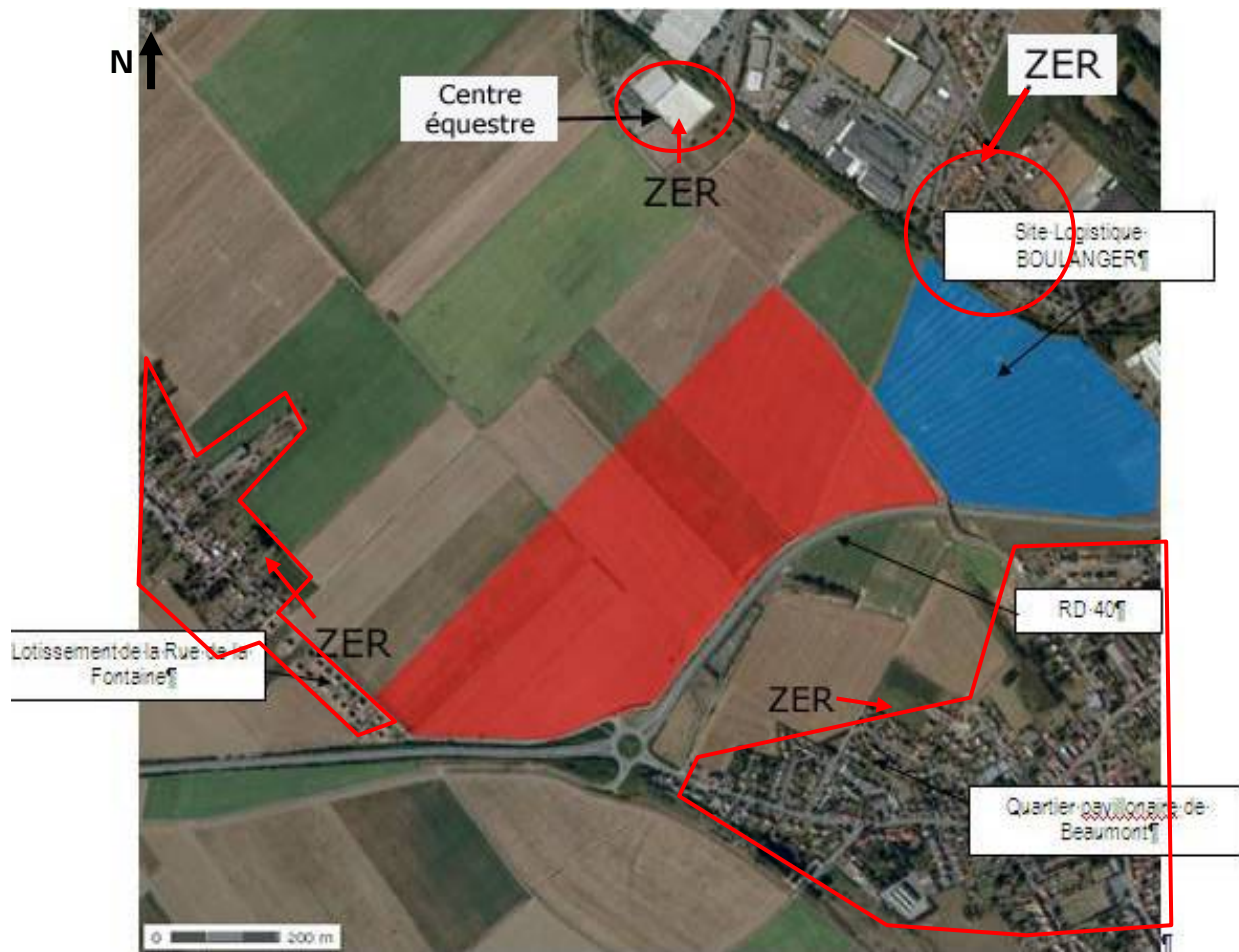 N
ZER
Centre
équestre
ZER
Site·Logistique·
BOULANGER¶
RD·40¶
ZER
Lotissement·de·la·Rue·de·la·
Fontaine¶
ZER
Quartier·pavillonaire·de·
Beaumont¶
0 200 m
¶